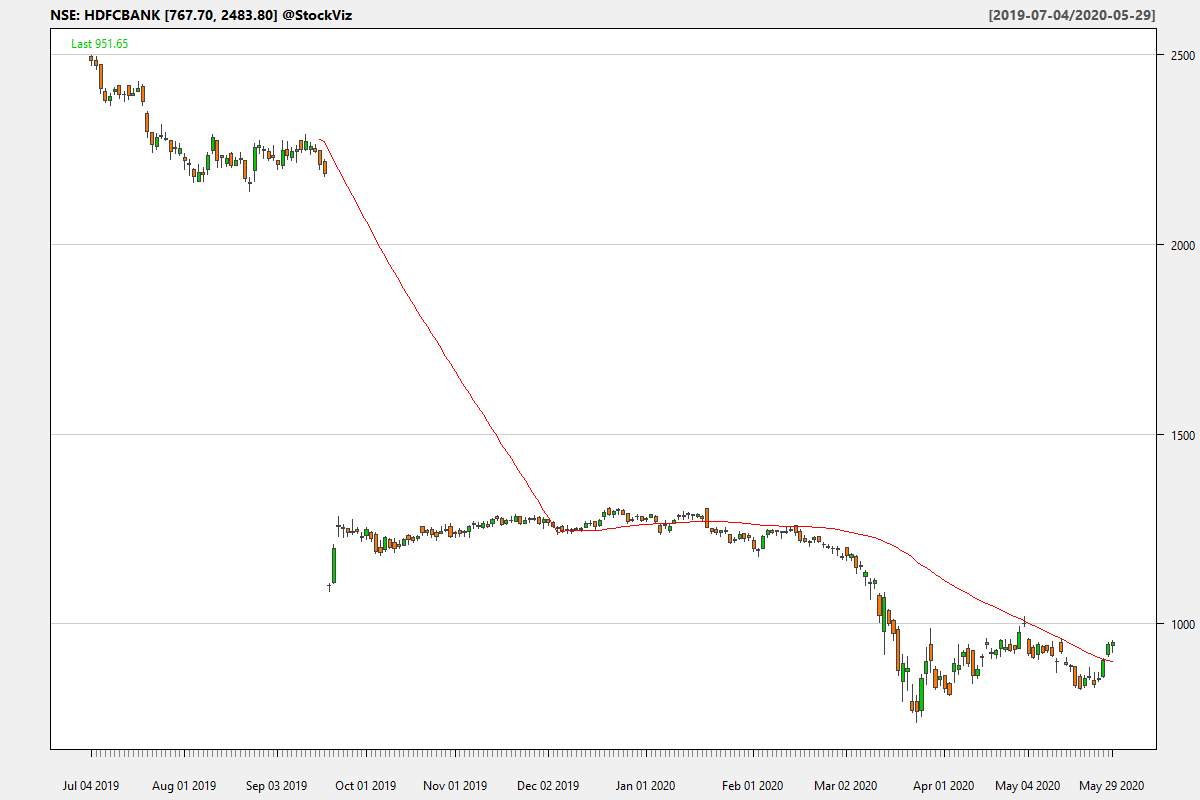 NSE: HDFCBANK [767.70, 2483.80] @StockViz
[2019-07-04/2020-05-29]
Last 951.65
2500
2000
1500
1000
Jul 04 2019
Aug 01 2019
Sep 03 2019
Oct 01 2019
Nov 01 2019
Dec 02 2019
Jan 01 2020
Feb 01 2020
Mar 02 2020
Apr 01 2020
May 04 2020
May 29 2020